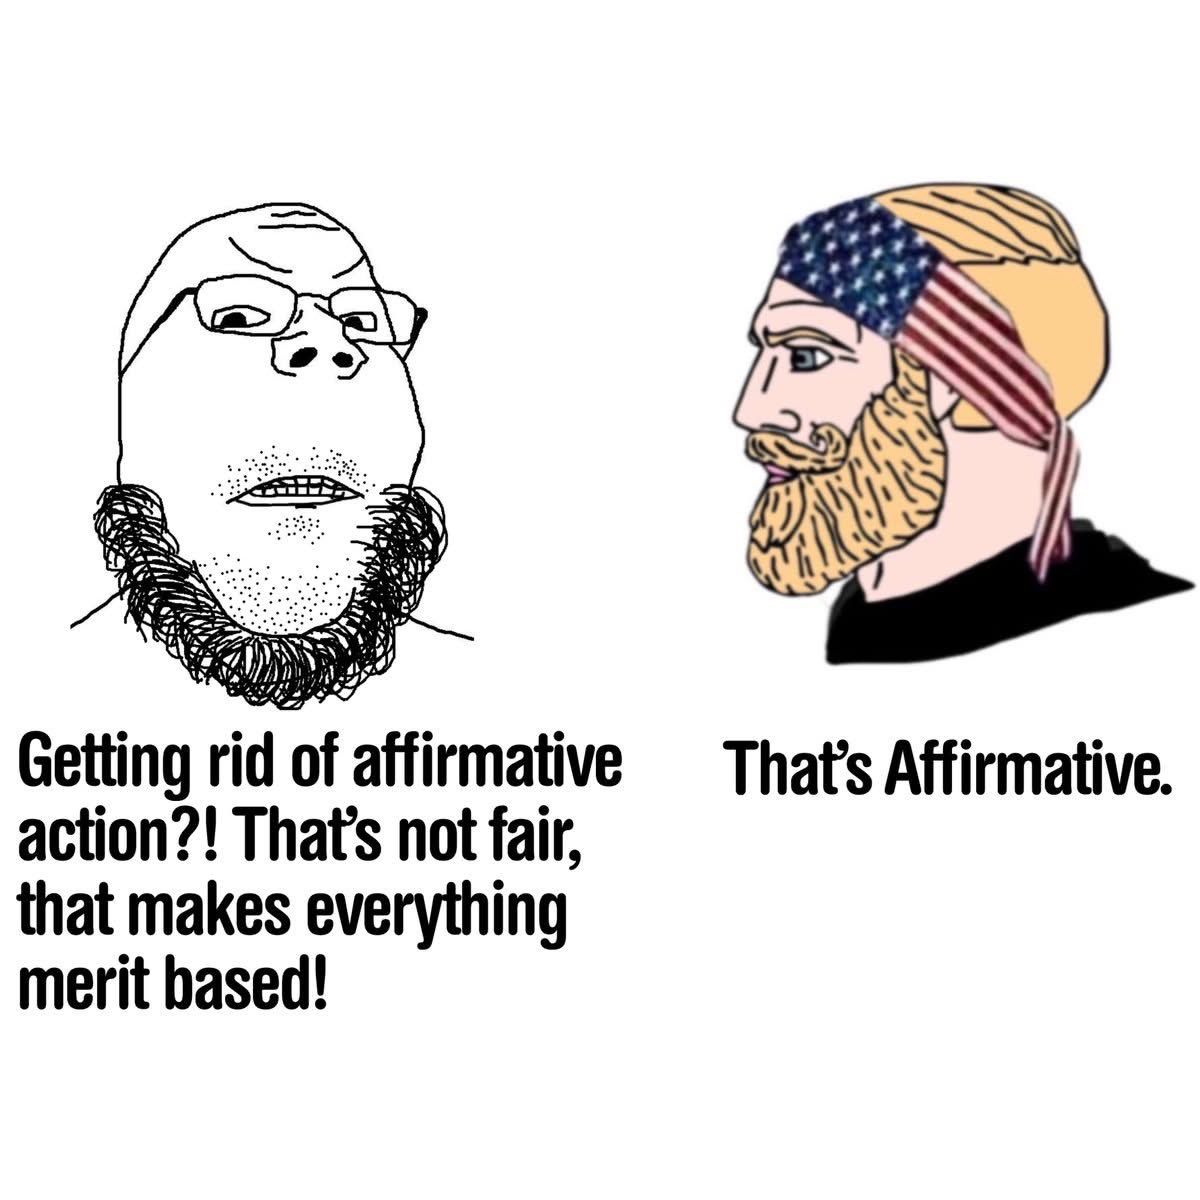 Getting rid of affirmative
action?! That's not fair,
that makes everything
merit based!
That's Affirmative.